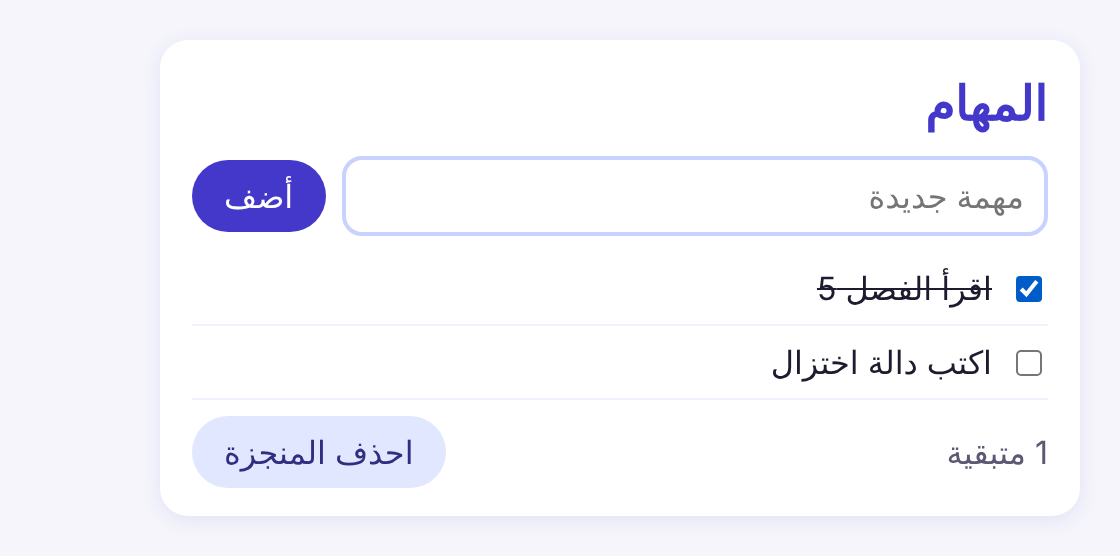 المهام
مهمة جديدة
أضف
اقرأ الفصل 5
اكتب دالة اختزال
1 متبقية
احذف المنجزة